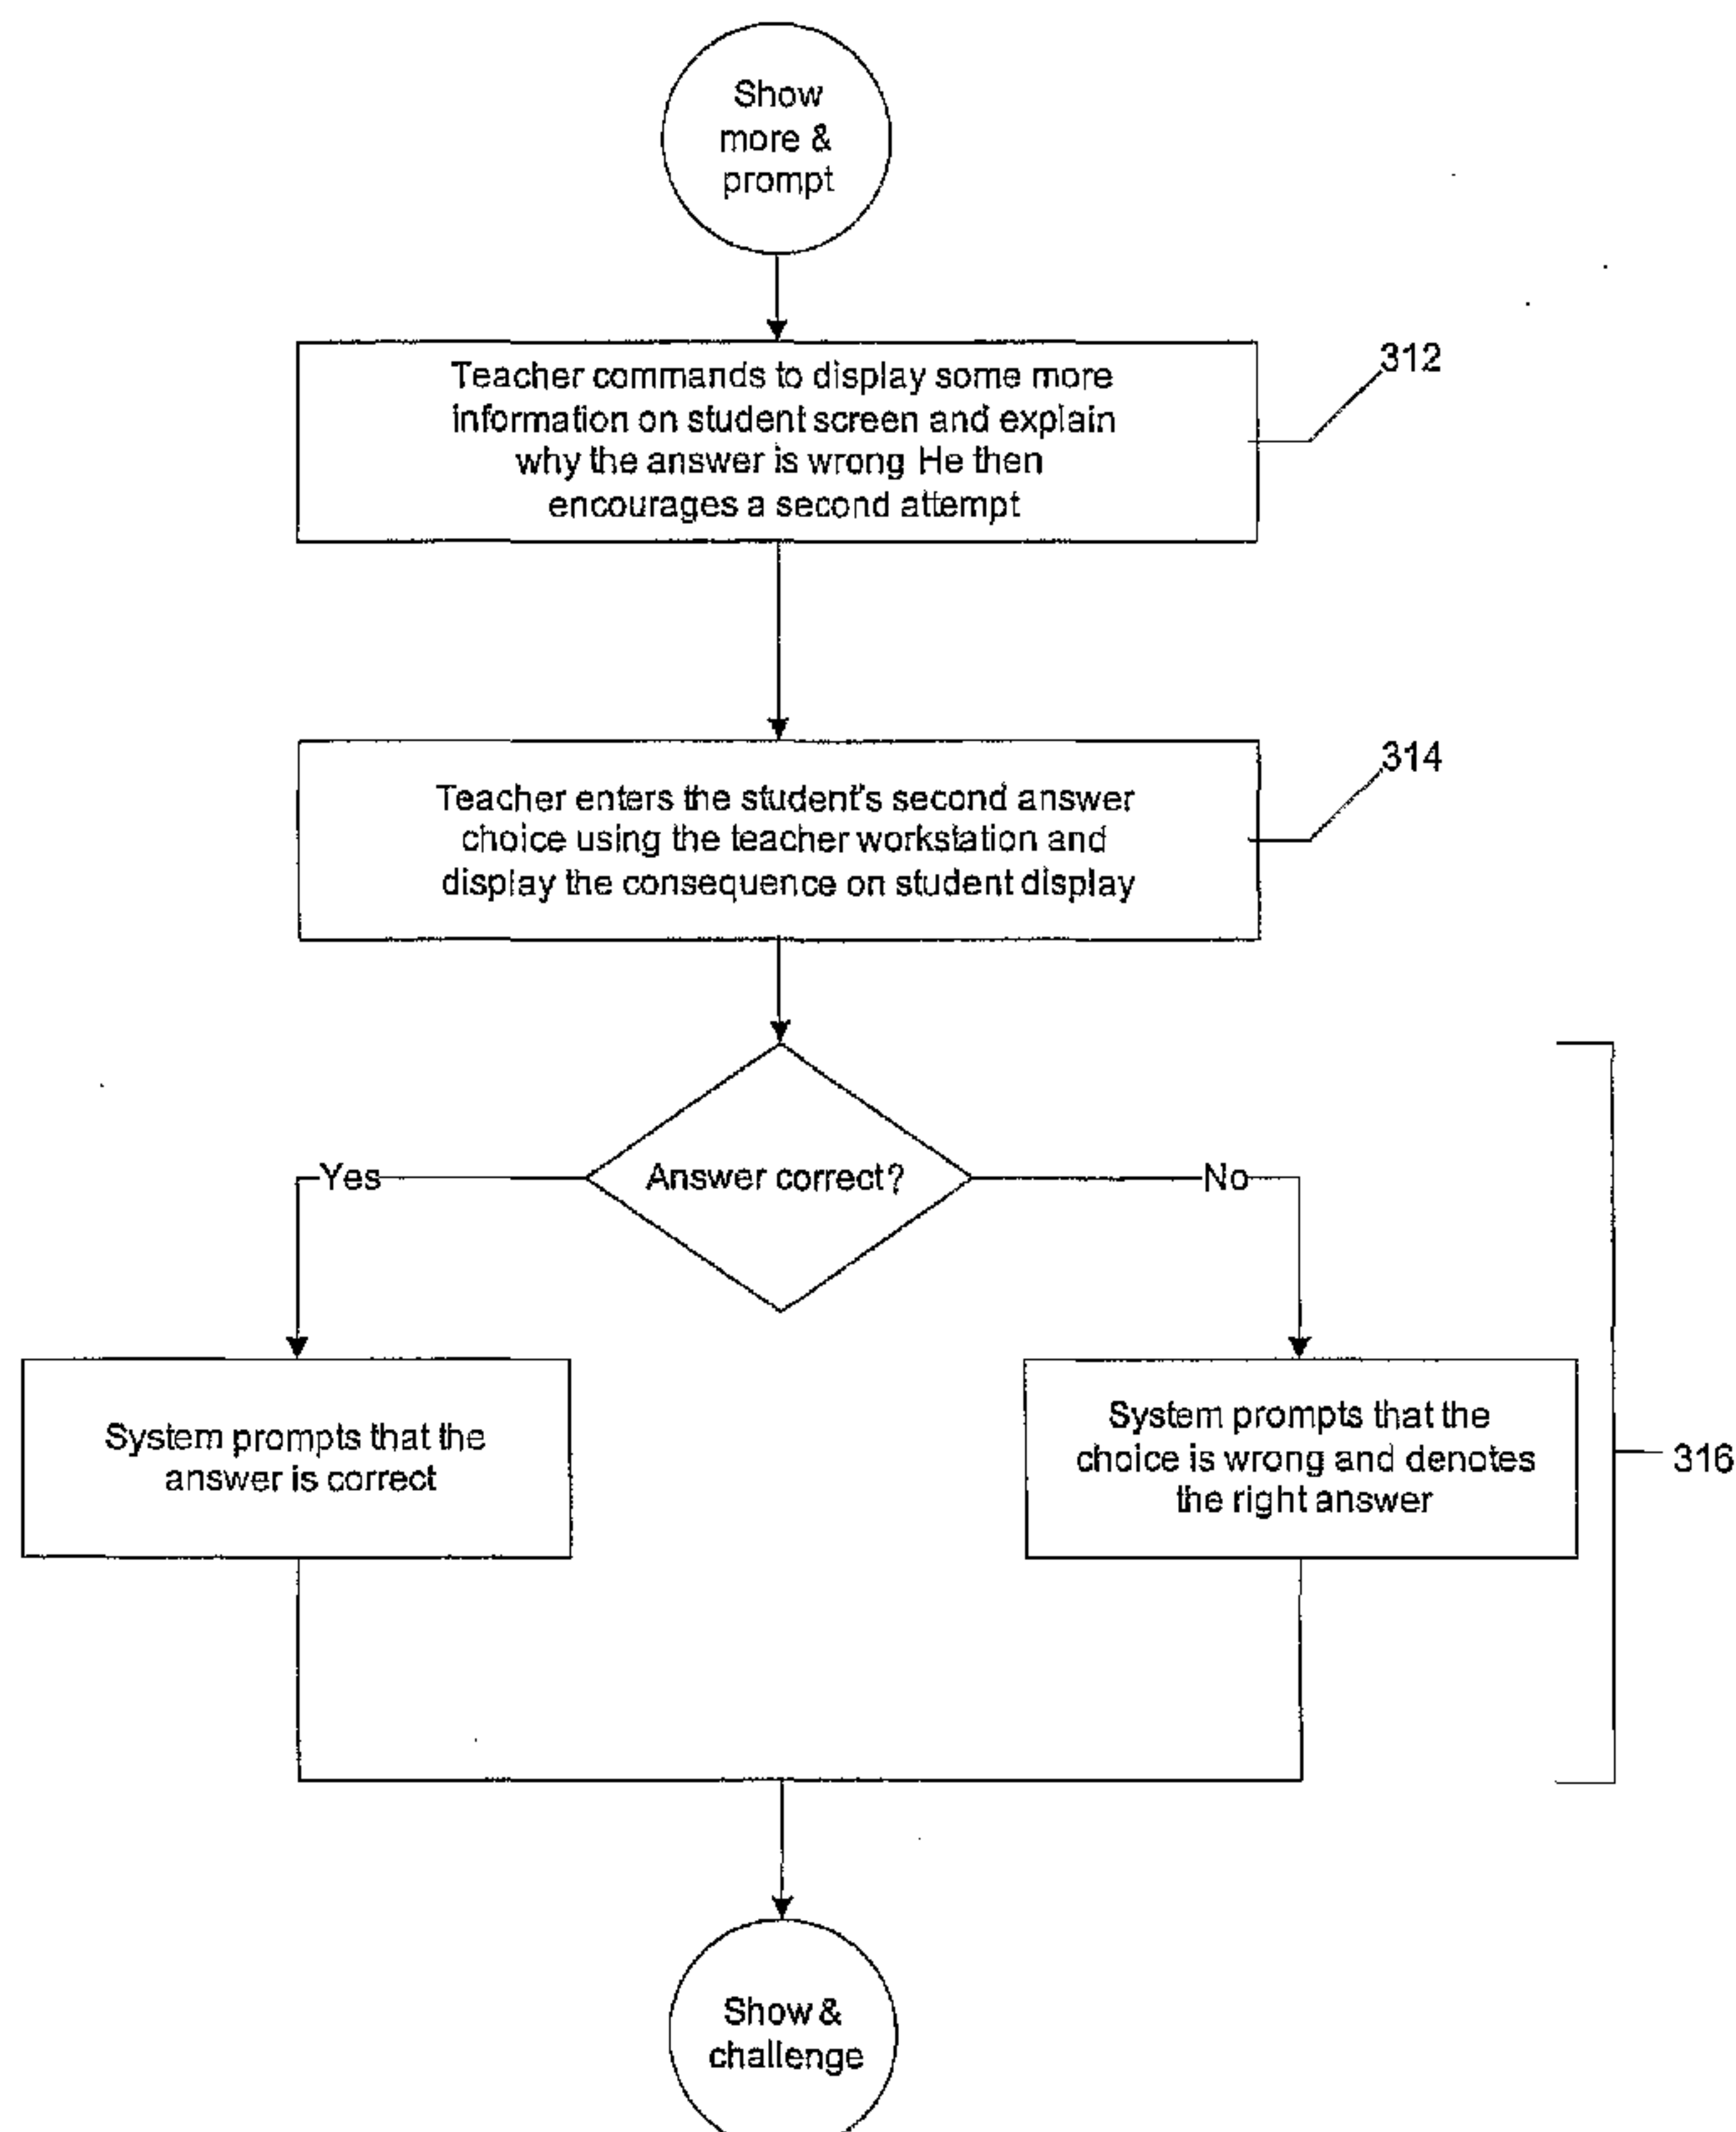 Show
more &
prompt
312
Teacher commands to display some more
information on student screen and explain
why the answer is wrong He then
encourages a second attempt
314
Teacher enters the student's second answer
choice using the teacher workstation and
display the consequence on student display
Yes
Answer correct?
No
System prompts that the
answer is correct
System prompts that the
choice is wrong and denotes
the right answer
316
Show &
challenge